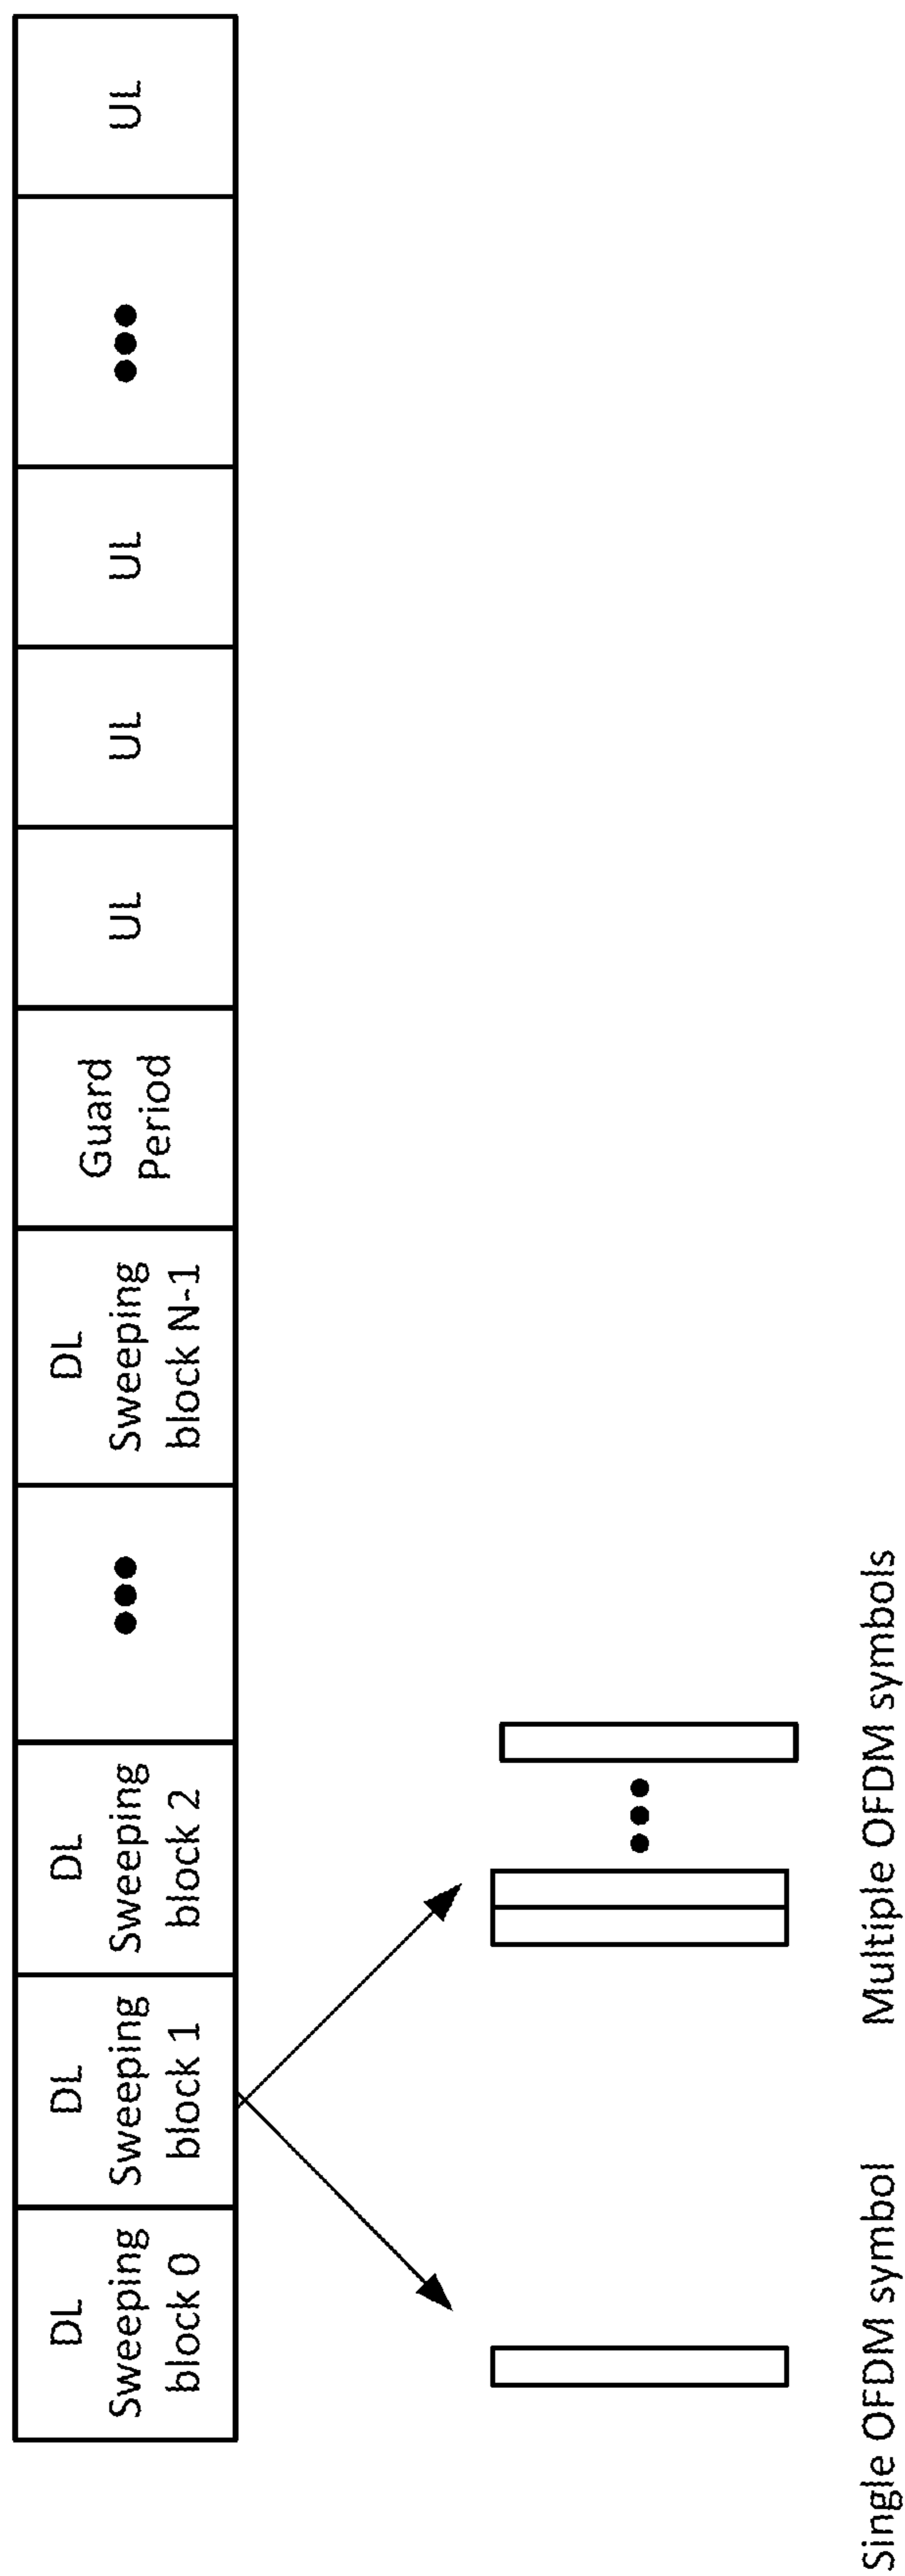 DL
Sweeping
block 0
DL
Sweeping
block 1
DL
Sweeping
block 2
●●●
DL
Sweeping
block N-1
Guard
Period
UL
UL
UL
●●●
UL
●●●
Single OFDM symbol
Multiple OFDM symbols